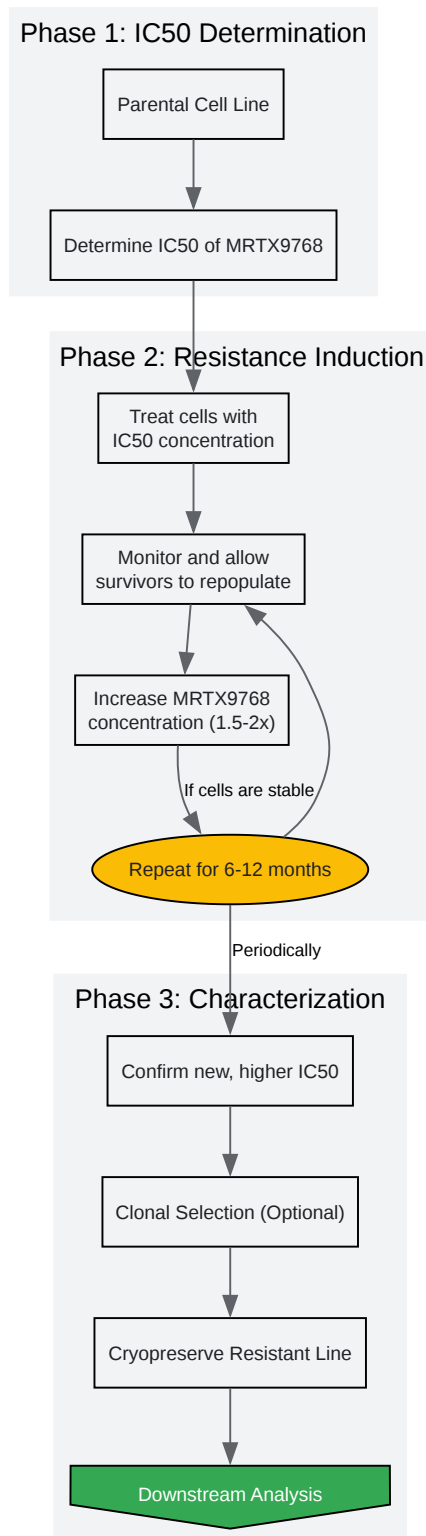 Phase 1: IC50 Determination
Parental Cell Line
Determine IC50 of MRTX9768
Phase 2: Resistance Induction
Treat cells with
IC50 concentration
Monitor and allow
survivors to repopulate
Increase MRTX9768
concentration (1.5-2x)
If cells are stable
Repeat for 6-12 months
Periodically
Phase 3: Characterization
Confirm new, higher IC50
Clonal Selection (Optional)
Cryopreserve Resistant Line
Downstream Analysis